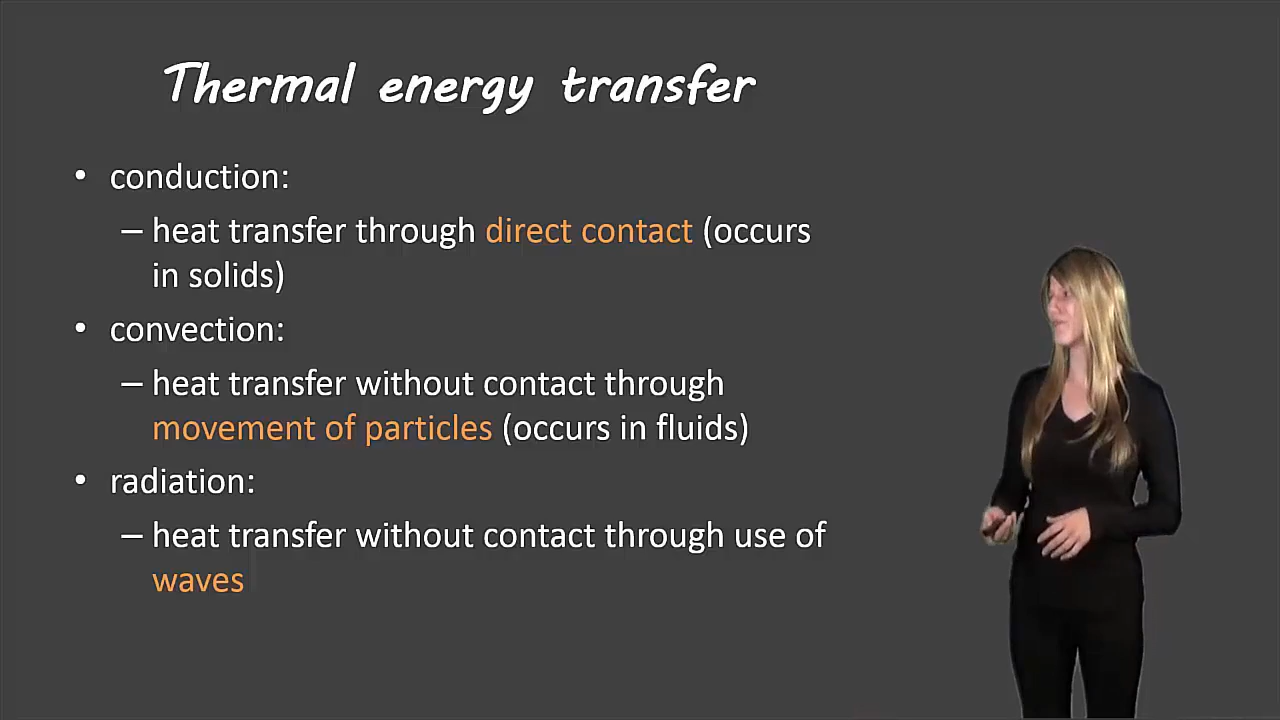 Thermal energy transfer
• conduction:
– heat transfer through direct contact (occurs
in solids)
• convection:
– heat transfer without contact through
movement of particles (occurs in fluids)
• radiation:
– heat transfer without contact through use of
waves